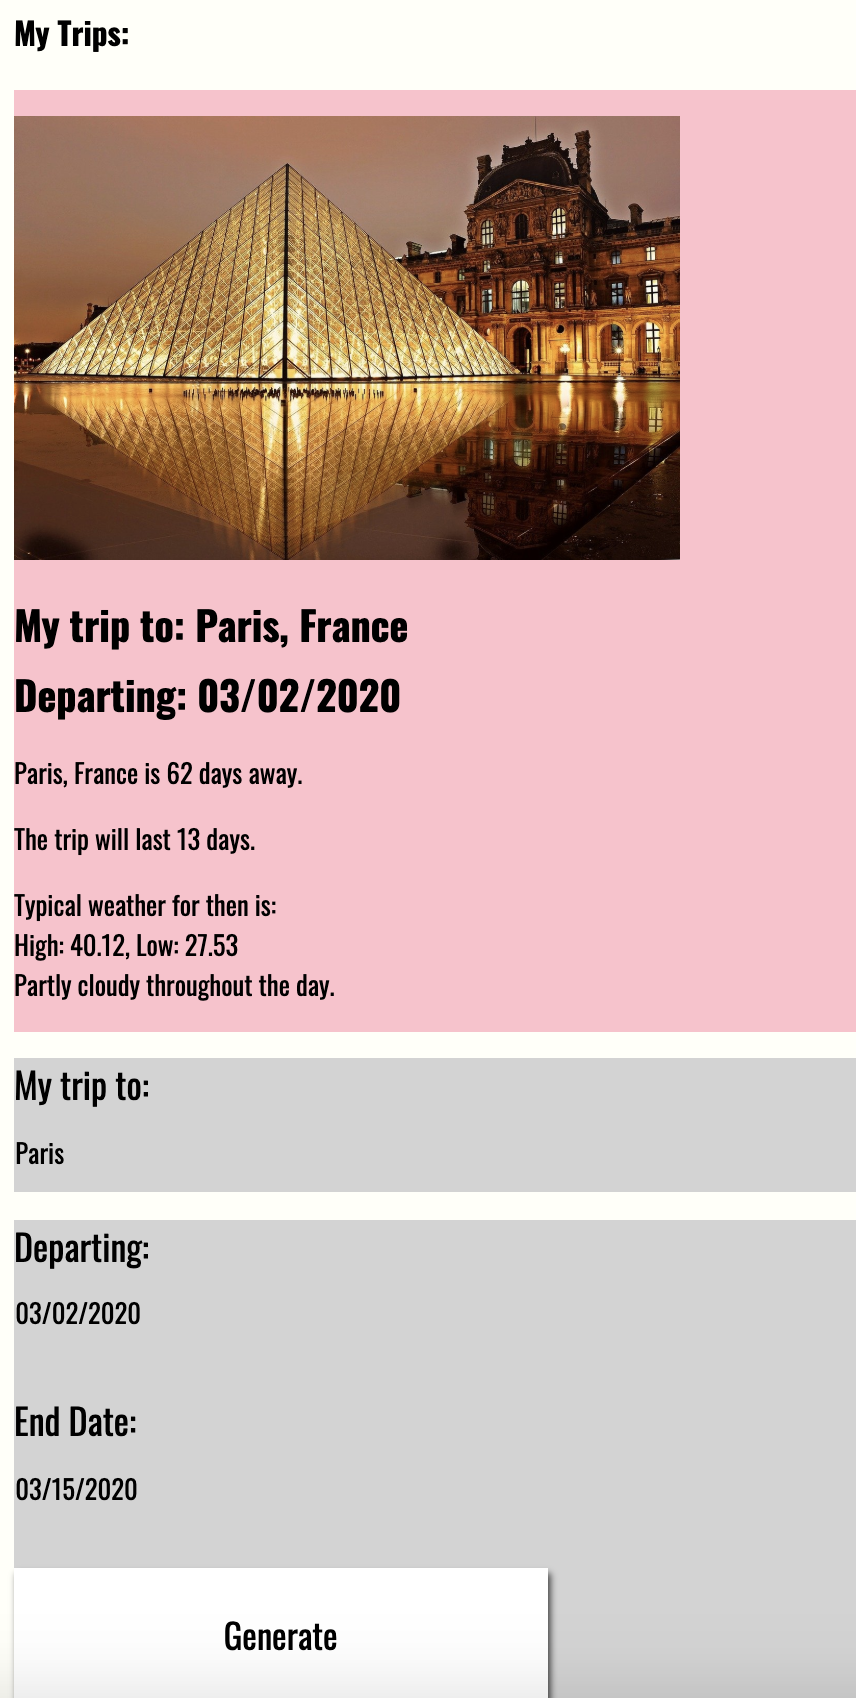 My Trips:
My trip to: Paris, France
Departing: 03/02/2020
Paris, France is 62 days away.
The trip will last 13 days.
Typical weather for then is:
High: 40.12, Low: 27.53
Partly cloudy throughout the day.
My trip to:
Paris
Departing:
03/02/2020
End Date:
03/15/2020
Generate